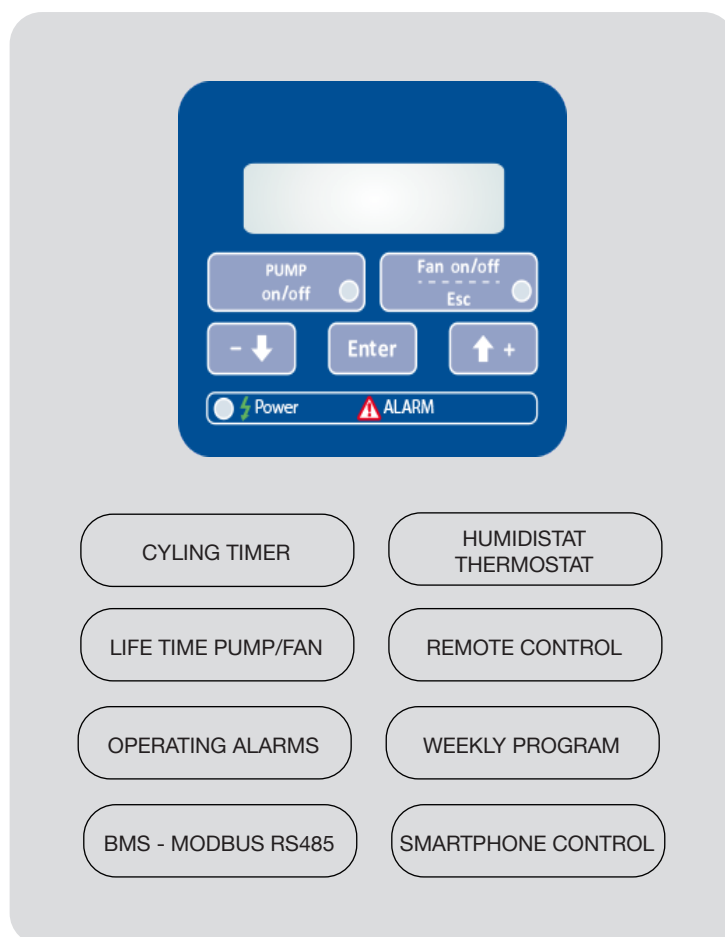 PUMP
on/off
Fan on/off
Esc
-
Enter
+
Power
ALARM
CYLING TIMER
HUMIDISTAT
THERMOSTAT
LIFE TIME PUMP/FAN
REMOTE CONTROL
OPERATING ALARMS
WEEKLY PROGRAM
BMS - MODBUS RS485
SMARTPHONE CONTROL